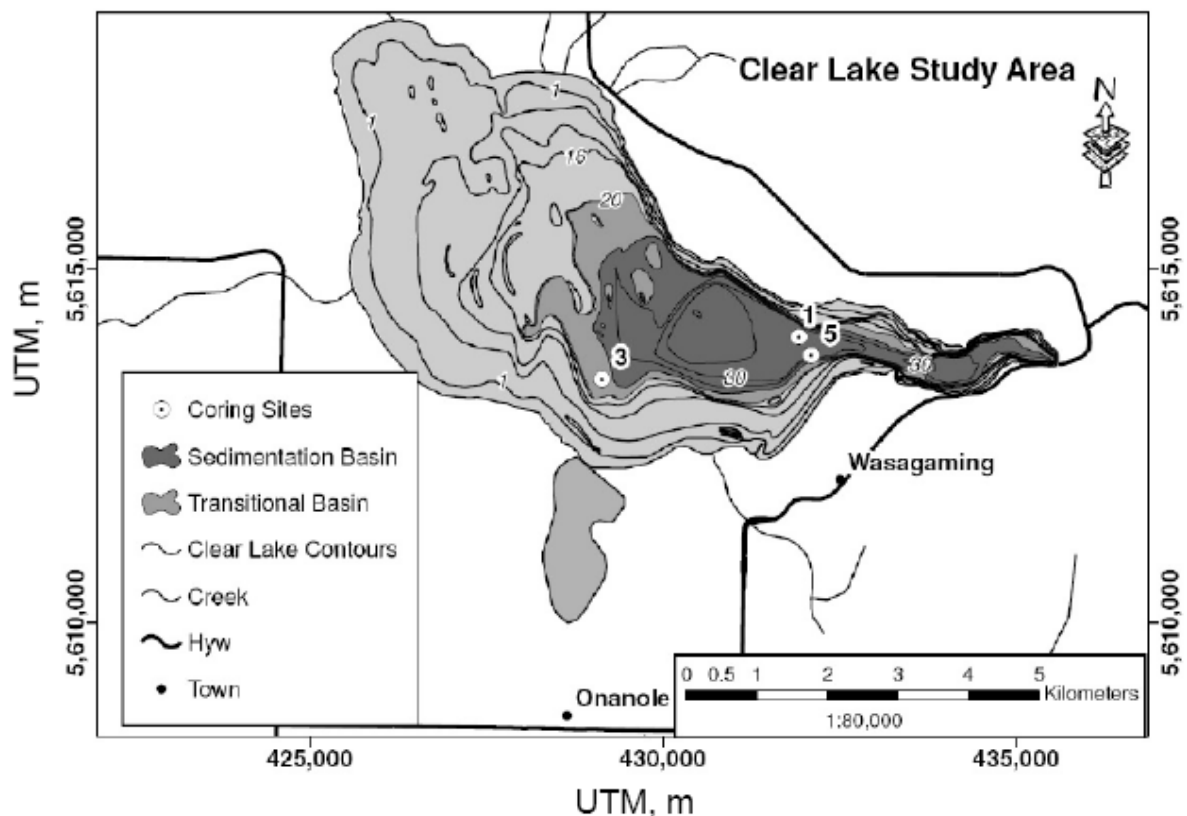 Clear Lake Study Area
N
1
1
16
20
5,615,000
5,615,000
UTM, m
1
5
3
30
30
1
Coring Sites
Sedimentation Basin
Wasagaming
Transitional Basin
Clear Lake Contours
Creek
5,610,000
5,610,000
Hyw
0 0.5 1 2 3 4 5
Kilometers
Town
Onanole
1:80,000
425,000 430,000 435,000
UTM, m